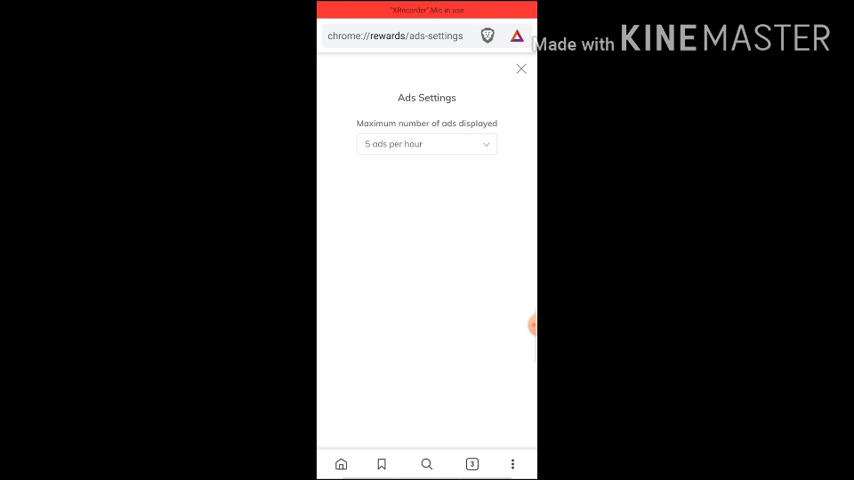 "XRecorder".Mic in use
chrome://rewards/ads-settings
Made with KINEMASTER
Ads Settings
Maximum number of ads displayed
5 ads per hour
3